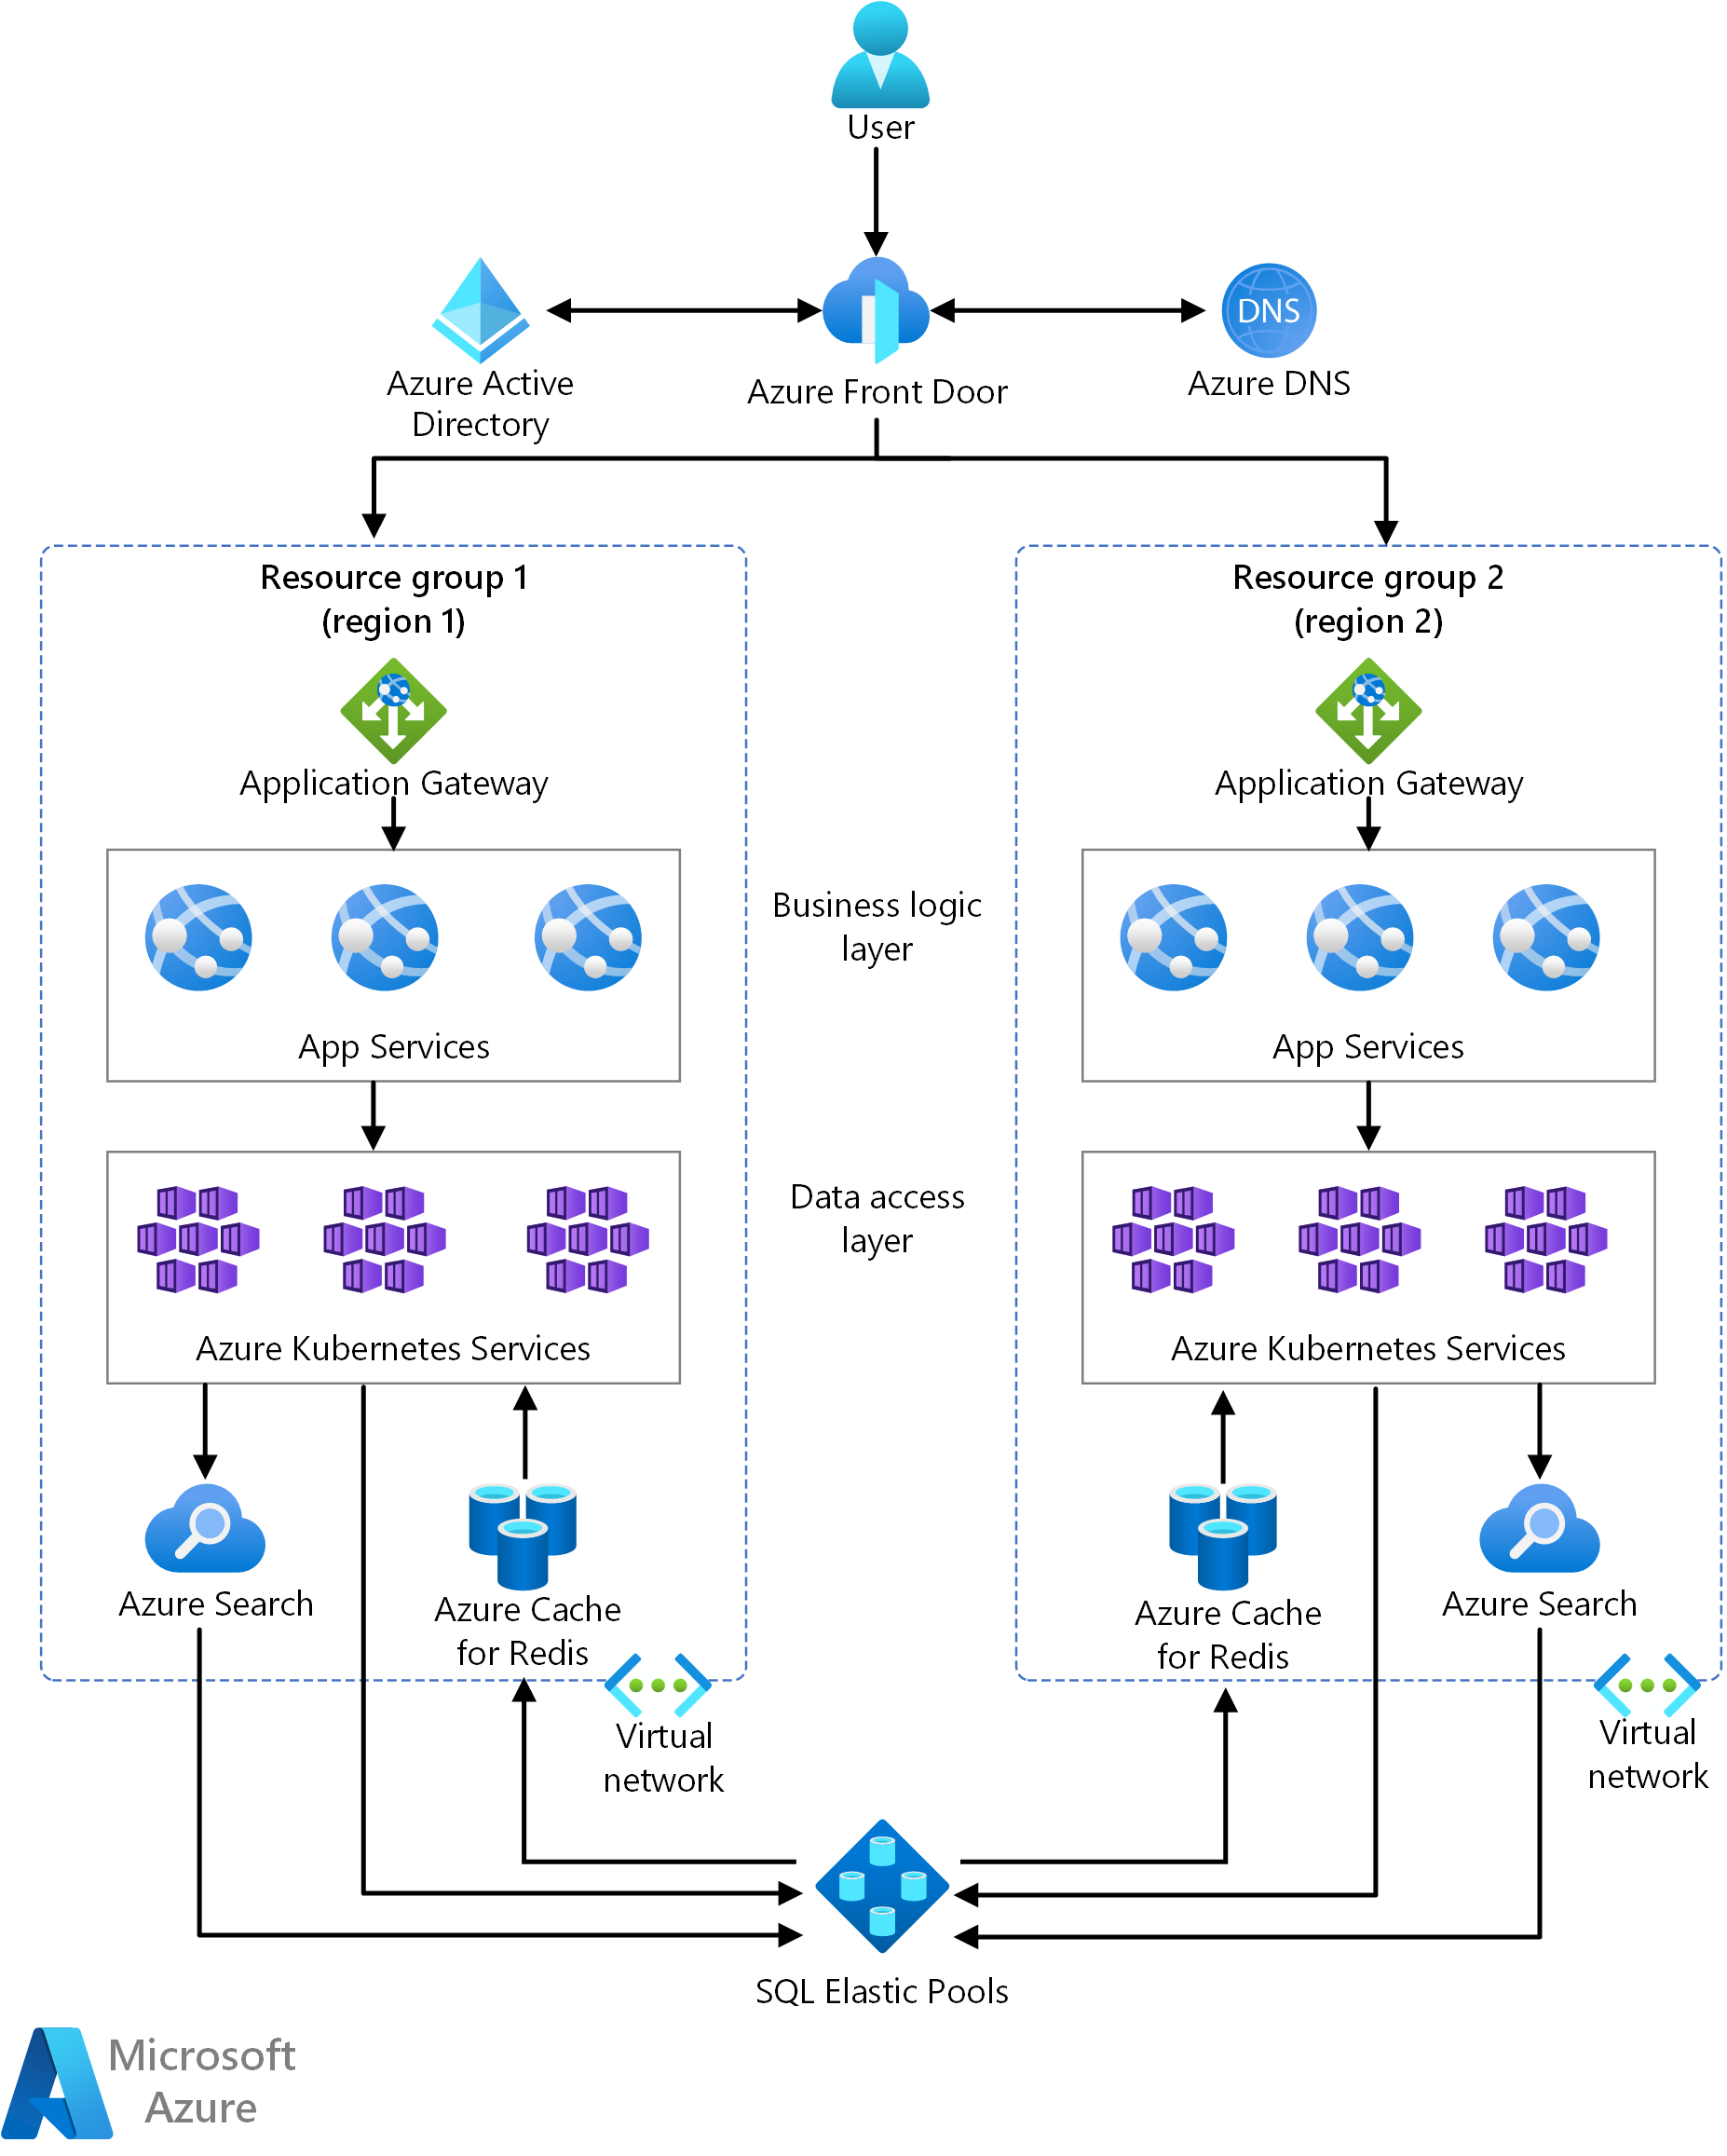 User
Azure Active
Directory
Azure Front Door
DNS
Azure DNS
Resource group 1
(region 1)
Resource group 2
(region 2)
Application Gateway
Application Gateway
Business logic
layer
App Services
App Services
Data access
layer
Azure Kubernetes Services
Azure Kubernetes Services
Azure Search
Azure Cache
for Redis
Azure Cache
for Redis
Azure Search
Virtual
network
Virtual
network
SQL Elastic Pools
Microsoft
Azure